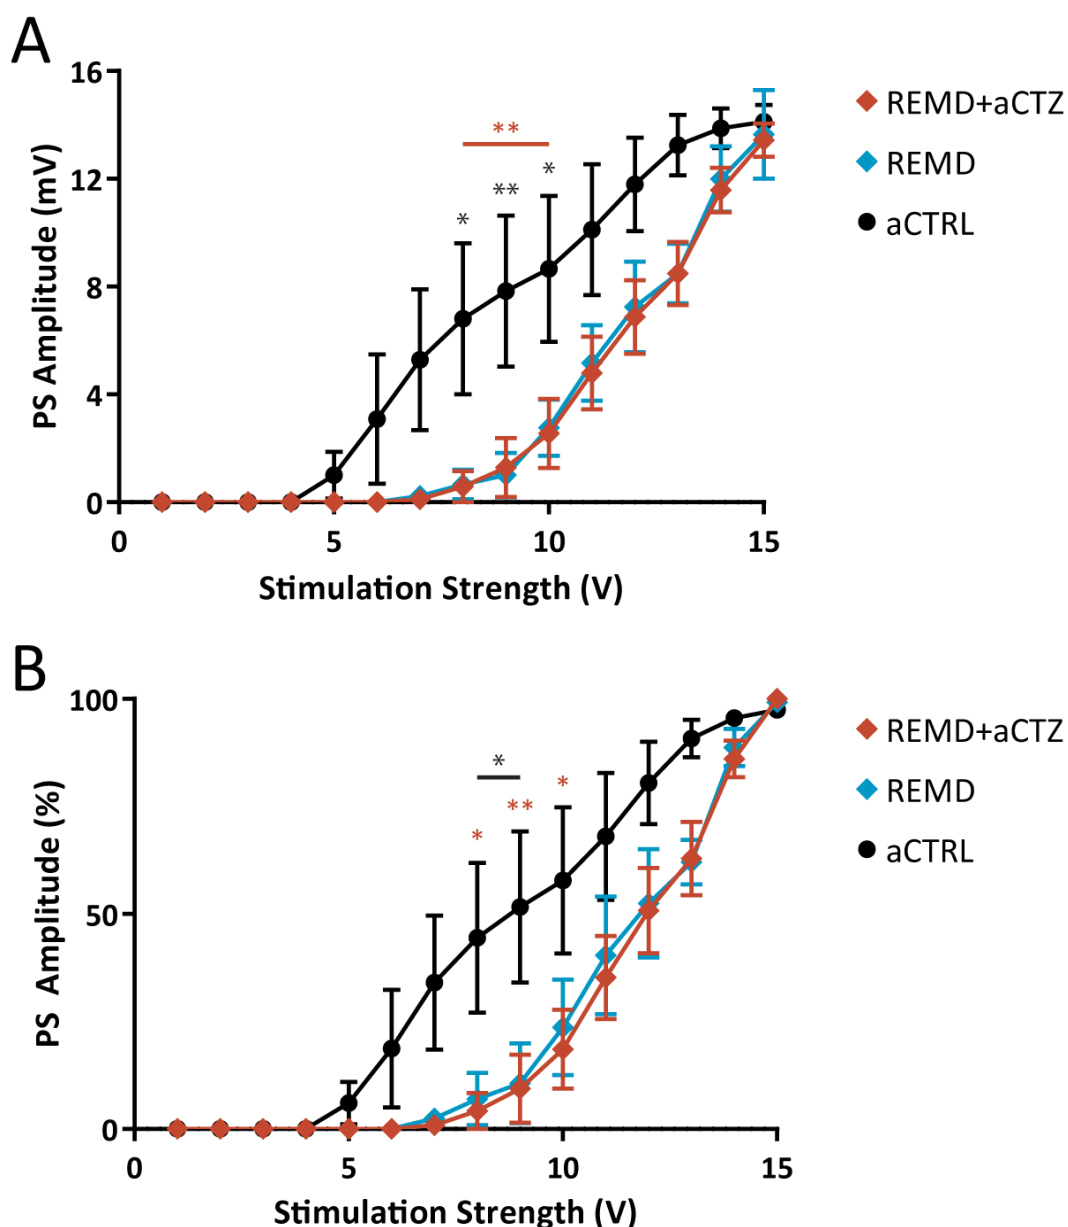 A
PS Amplitude (mV)
16
12
8
4
0
**
*
**
*
0 5 10 15
Stimulation Strength (V)
REMD+aCTZ
REMD
aCTRL
B
PS Amplitude (%)
100
50
0
*
*
**
*
0 5 10 15
Stimulation Strength (V)
REMD+aCTZ
REMD
aCTRL